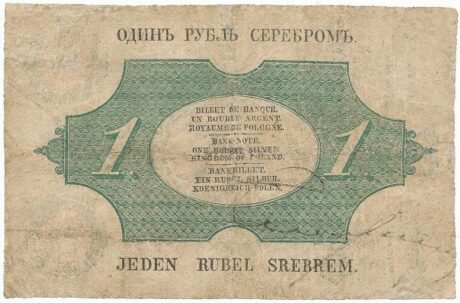 ОДИНЪ РУБЛЬ СЕРЕБРОМЪ.
1. 1.
BILLET DE BANQUE.
UN ROUBLE ARGENT.
ROYAUME DE POLOGNE.
BANK-NOTE.
ONE ROUBLE SILVER
KINGDOM OF POLAND.
BANKBILLET.
EIN RUBEL SILBER.
KOENIGREICH POLEN.
JEDEN RUBEL SREBREM.